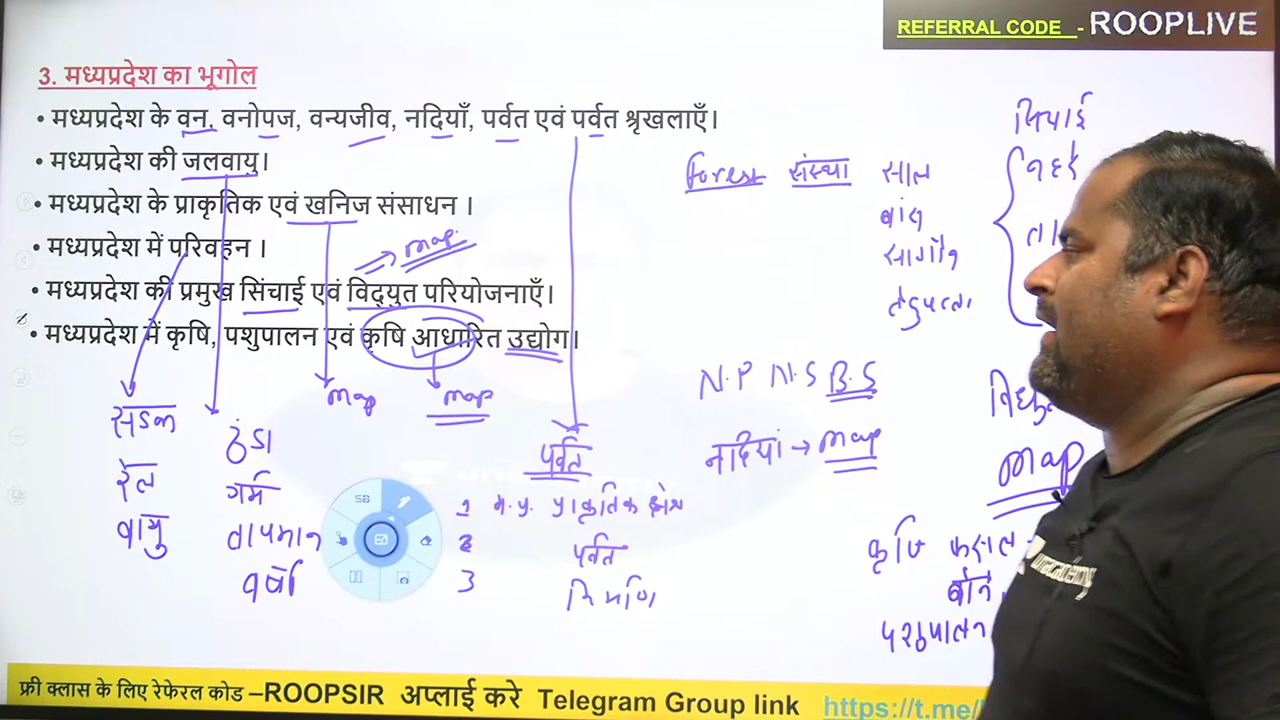 REFERRAL CODE - ROOPLIVE
3. मध्यप्रदेश का भूगोल
• मध्यप्रदेश के वन, वनोपज, वन्यजीव, नदियाँ, पर्वत एवं पर्वत श्रृखलाएँ।
• मध्यप्रदेश की जलवायु।
• मध्यप्रदेश के प्राकृतिक एवं खनिज संसाधन ।
• मध्यप्रदेश में परिवहन ।
• मध्यप्रदेश की प्रमुख सिंचाई एवं विद्युत परियोजनाएँ।
• मध्यप्रदेश में कृषि, पशुपालन एवं कृषि आधारित उद्योग।
map
सडक
रेल
वायु
ठंडा
गर्म
तापमान
वर्षा
map
map
पर्वत
1 म.प्र. प्राकृतिक
2 पर्वत
3 निर्माण
Forest संस्था
साल
बांस
सागौन
तेंदुपत्ता
N.P N.S B.S
नदियां → map
सिंचाई
नहरें
map
कृषि फसल
पशुपालन
unacademy
फ्री क्लास के लिए रेफेरल कोड –ROOPSIR अप्लाई करे Telegram Group link https://t.me/